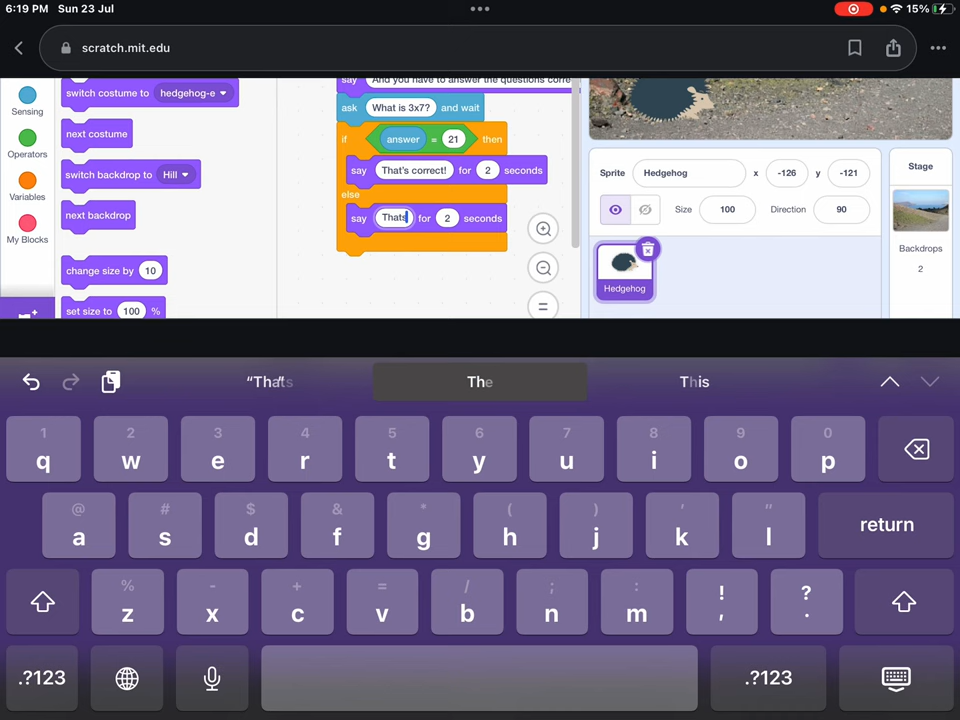 6:19 PM Sun 23 Jul
15%
scratch.mit.edu
Sensing
Operators
Variables
My Blocks
switch costume to hedgehog-e
next costume
switch backdrop to Hill
next backdrop
change size by 10
set size to 100 %
say And you have to answer the questions corre
ask What is 3x7? and wait
if answer = 21 then
say That's correct! for 2 seconds
else
say Thats for 2 seconds
Sprite Hedgehog x -126 y -121
Size 100 Direction 90
Hedgehog
Stage
Backdrops
2
The This
1 2 3 4 5 6 7 8 9 0
q w e r t y u i o p
@ # $ & * ( ) ' "
a s d f g h j k l return
% - + = / ; : ! ?
z x c v b n m , .
.?123 .?123